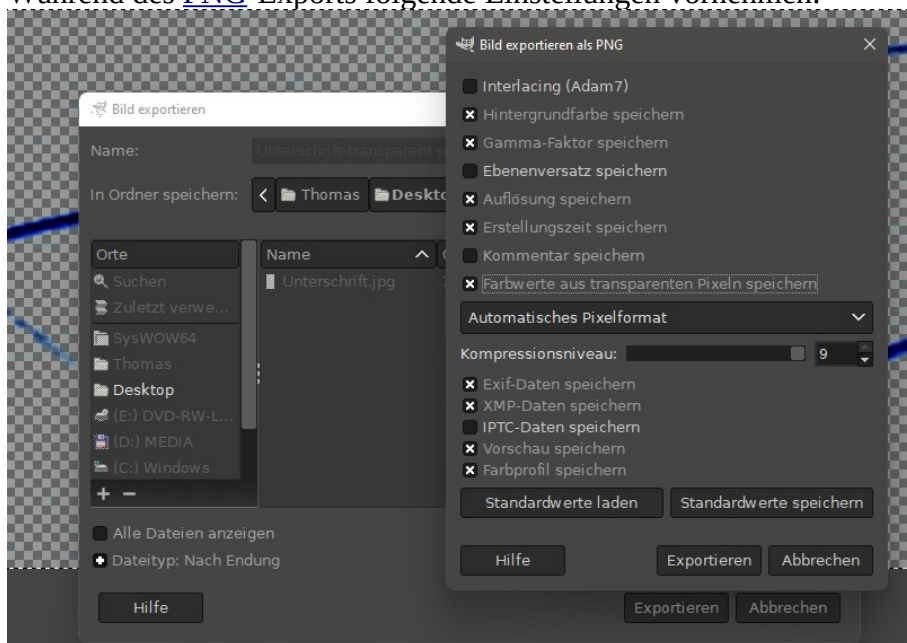 Während des PNG-Exports folgende Einstellungen vornehmen:
Bild exportieren
Name:
Unterschrift-transparent.p
In Ordner speichern:
Thomas
Deskto
Orte
Suchen
Zuletzt verwe...
SysWOW64
Thomas
Desktop
(E:) DVD-RW-L...
(D:) MEDIA
(C:) Windows
Name
Unterschrift.jpg
Alle Dateien anzeigen
Dateityp: Nach Endung
Hilfe
Exportieren
Abbrechen
Bild exportieren als PNG
Interlacing (Adam7)
Hintergrundfarbe speichern
Gamma-Faktor speichern
Ebenenversatz speichern
Auflösung speichern
Erstellungszeit speichern
Kommentar speichern
Farbwerte aus transparenten Pixeln speichern
Automatisches Pixelformat
Kompressionsniveau: 9
Exif-Daten speichern
XMP-Daten speichern
IPTC-Daten speichern
Vorschau speichern
Farbprofil speichern
Standardwerte laden
Standardwerte speichern
Hilfe
Exportieren
Abbrechen